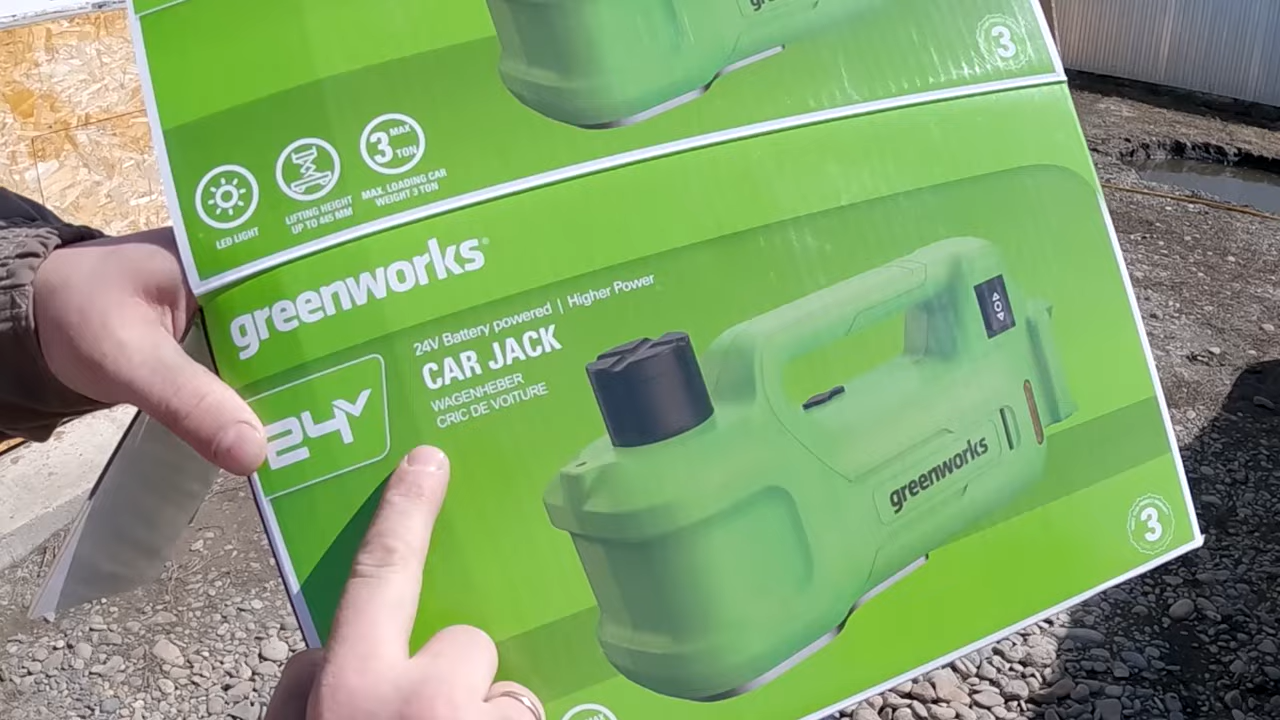 3
LED LIGHT
LIFTING HEIGHT
UP TO 445 MM
3 MAX
TON
MAX. LOADING CAR
WEIGHT 3 TON
greenworks
24V Battery powered | Higher Power
CAR JACK
WAGENHEBER
CRIC DE VOITURE
24V
greenworks
3